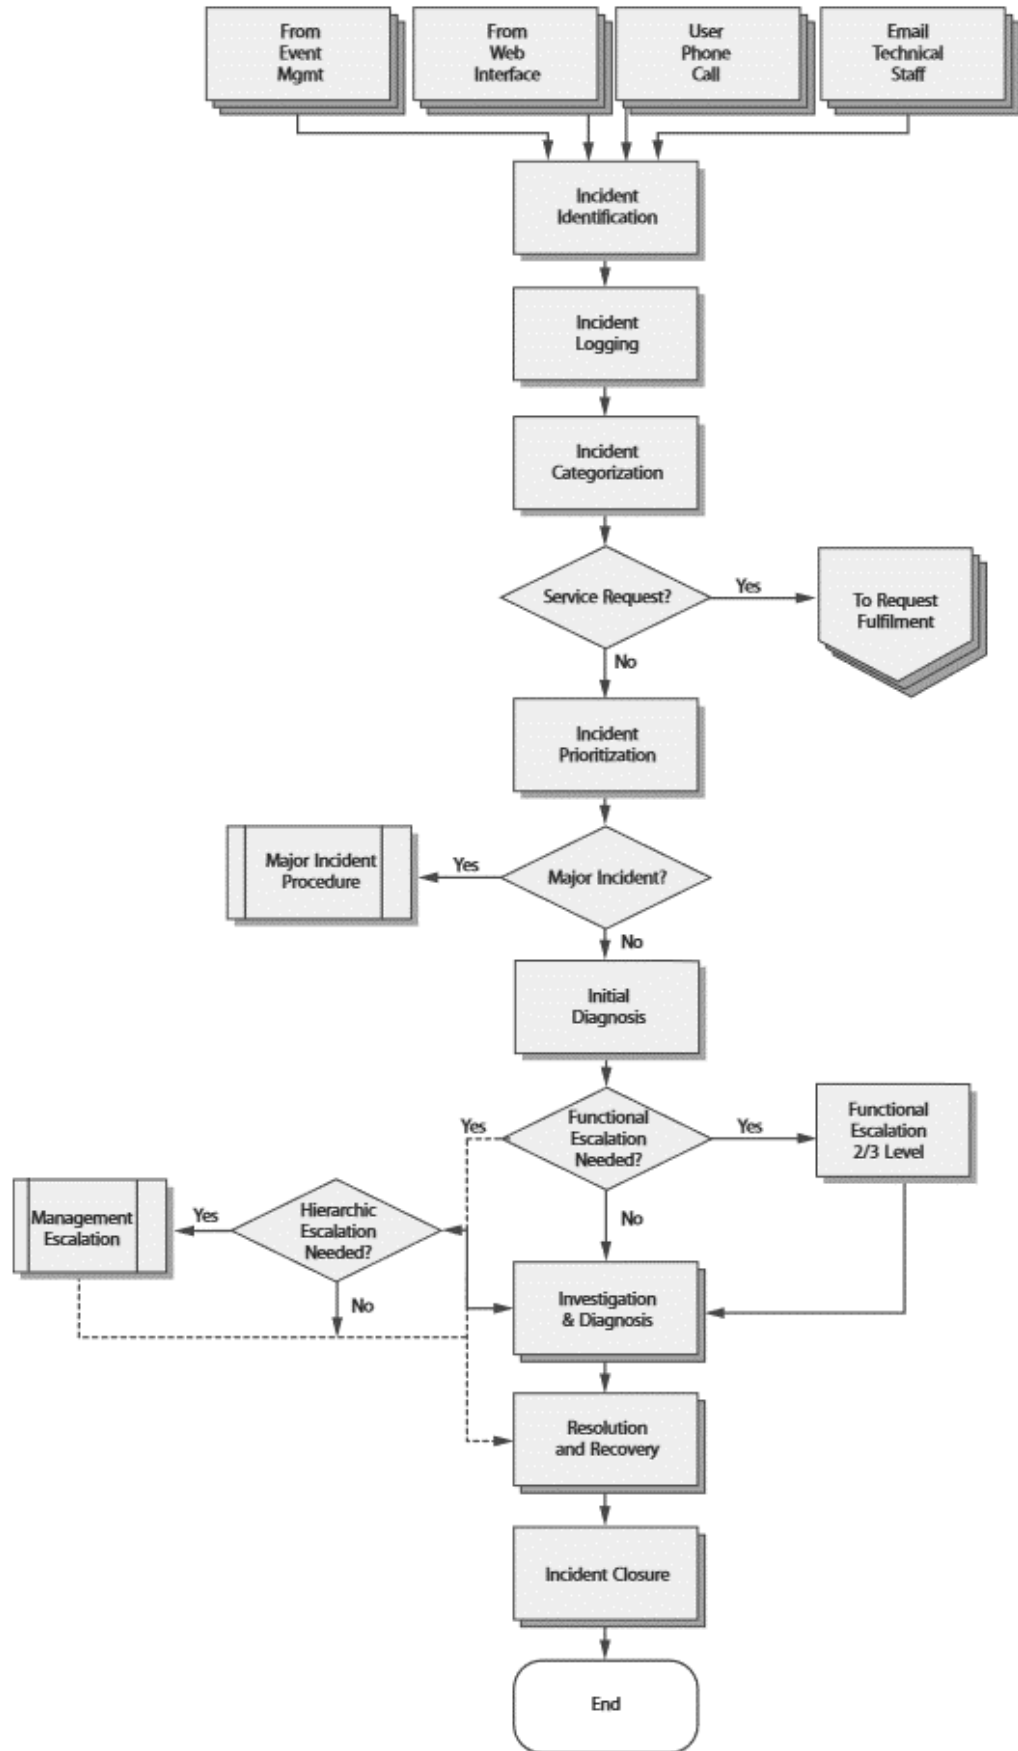 From
Event
Mgmt
From
Web
Interface
User
Phone
Call
Email
Technical
Staff
Incident
Identification
Incident
Logging
Incident
Categorization
Service Request?
Yes
To Request
Fulfilment
No
Incident
Prioritization
Major Incident
Procedure
Yes
Major Incident?
No
Initial
Diagnosis
Yes
Functional
Escalation
Needed?
Yes
Functional
Escalation
2/3 Level
Management
Escalation
Yes
Hierarchic
Escalation
Needed?
No
No
Investigation
& Diagnosis
Resolution
and Recovery
Incident Closure
End